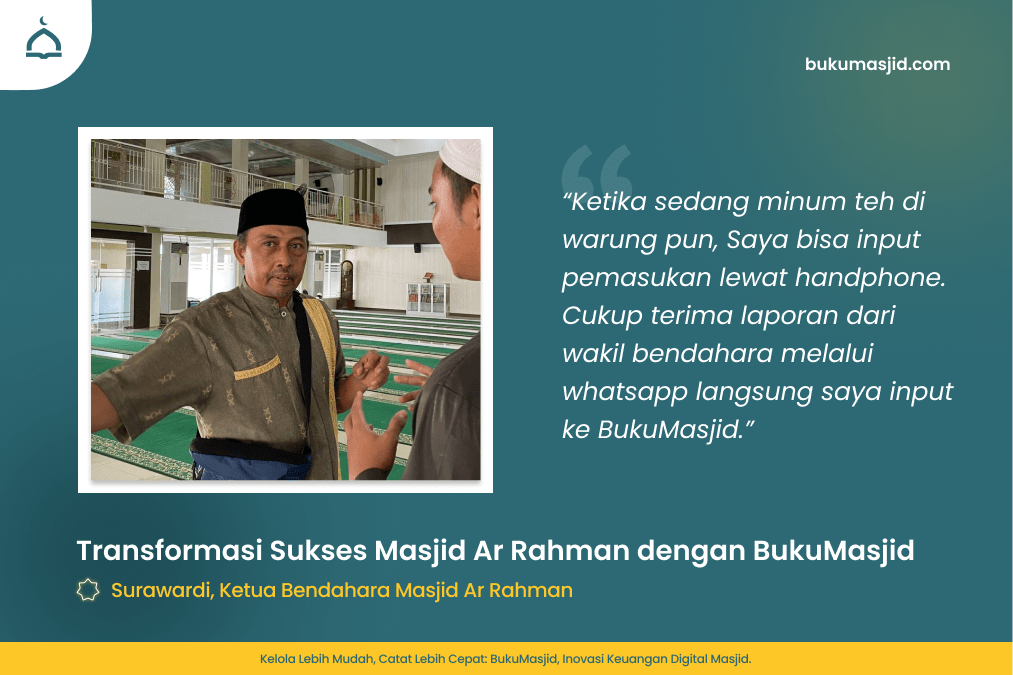 bukumasjid.com
“Ketika sedang minum teh di
warung pun, Saya bisa input
pemasukan lewat handphone.
Cukup terima laporan dari
wakil bendahara melalui
whatsapp langsung saya input
ke BukuMasjid.”
Transformasi Sukses Masjid Ar Rahman dengan BukuMasjid
Surawardi, Ketua Bendahara Masjid Ar Rahman
Kelola Lebih Mudah, Catat Lebih Cepat: BukuMasjid, Inovasi Keuangan Digital Masjid.